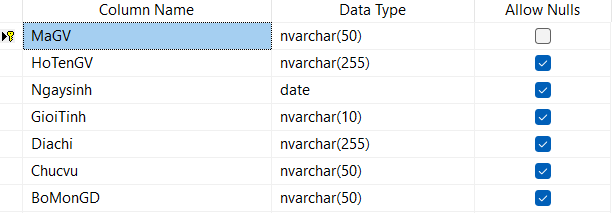 Column Name Data Type Allow Nulls
MaGV nvarchar(50)
HoTenGV nvarchar(255)
Ngaysinh date
GioiTinh nvarchar(10)
Diachi nvarchar(255)
Chucvu nvarchar(50)
BoMonGD nvarchar(50)